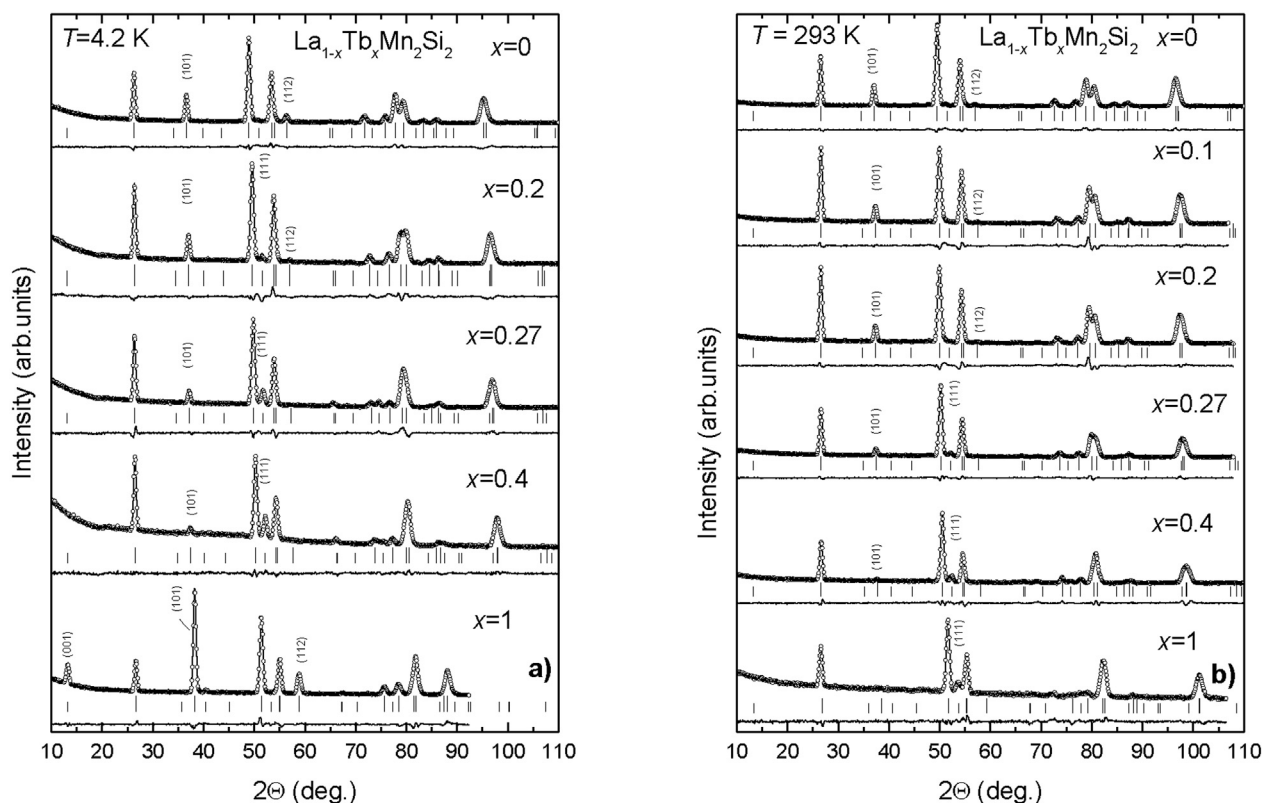 T=4.2 K
La1-xTbxMn2Si2
x=0
(101)
(112)
(111)
(101)
x=0.2
(112)
(111)
(101)
x=0.27
(111)
(101)
x=0.4
(101)
(001)
(112)
x=1
a)
Intensity (arb.units)
10 20 30 40 50 60 70 80 90 100 110
2Θ (deg.)
T = 293 K
La1-xTbxMn2Si2
x=0
(101)
(112)
x=0.1
(101)
(112)
x=0.2
(101)
(112)
x=0.27
(111)
(101)
x=0.4
(111)
(101)
x=1
(111)
b)
Intensity (arb.units)
10 20 30 40 50 60 70 80 90 100 110
2Θ (deg.)